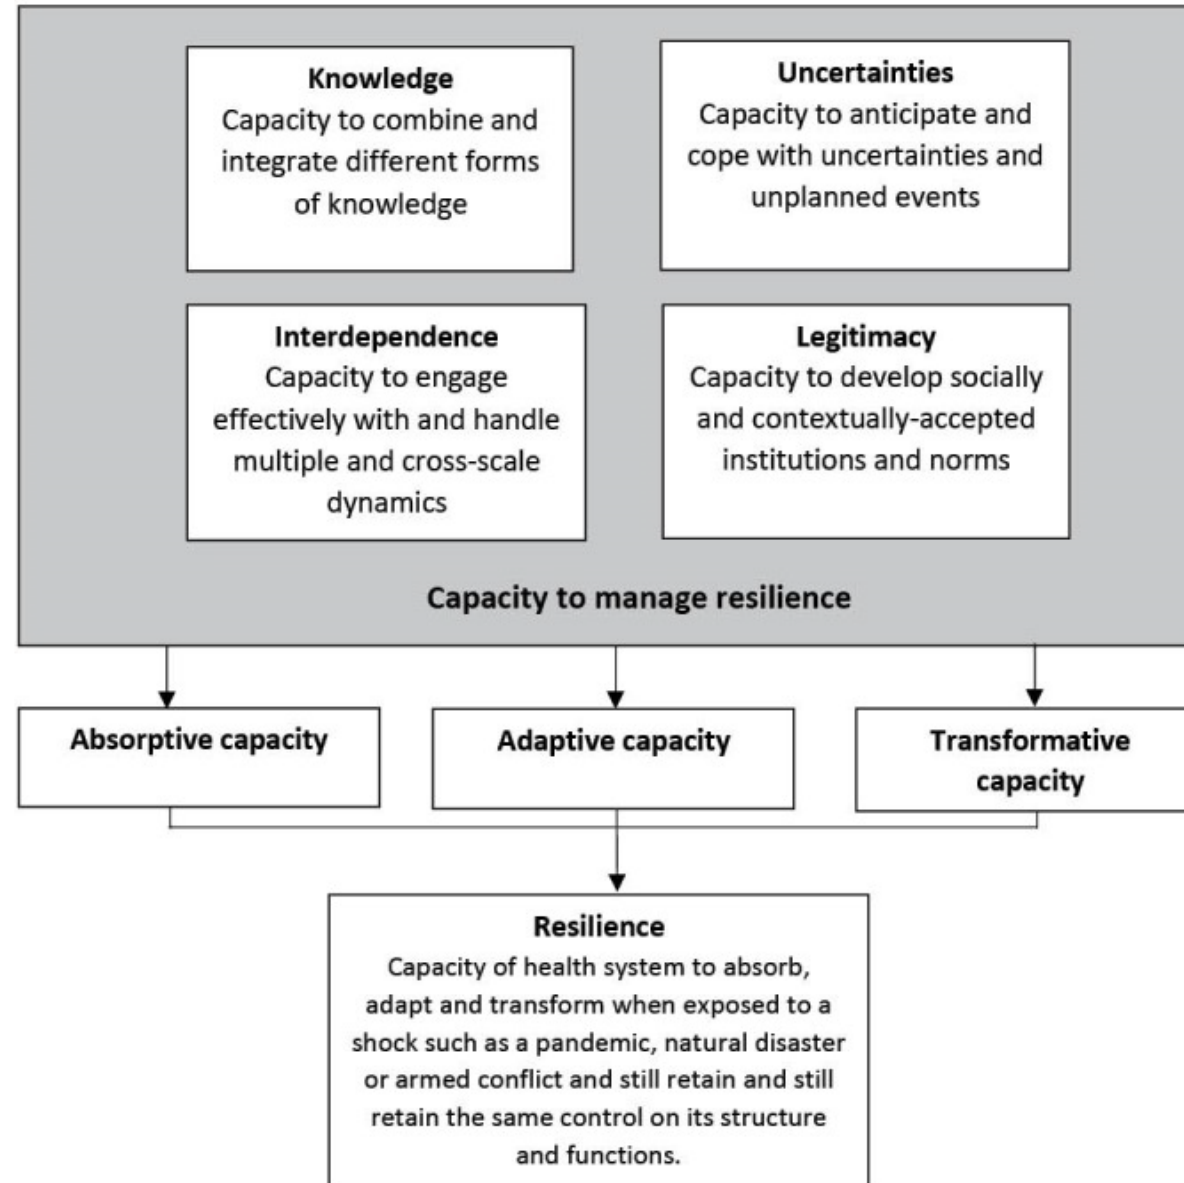 Knowledge
Capacity to combine and
integrate different forms
of knowledge
Uncertainties
Capacity to anticipate and
cope with uncertainties and
unplanned events
Interdependence
Capacity to engage
effectively with and handle
multiple and cross-scale
dynamics
Legitimacy
Capacity to develop socially
and contextually-accepted
institutions and norms
Capacity to manage resilience
Absorptive capacity
Adaptive capacity
Transformative
capacity
Resilience
Capacity of health system to absorb,
adapt and transform when exposed to a
shock such as a pandemic, natural disaster
or armed conflict and still retain and still
retain the same control on its structure
and functions.